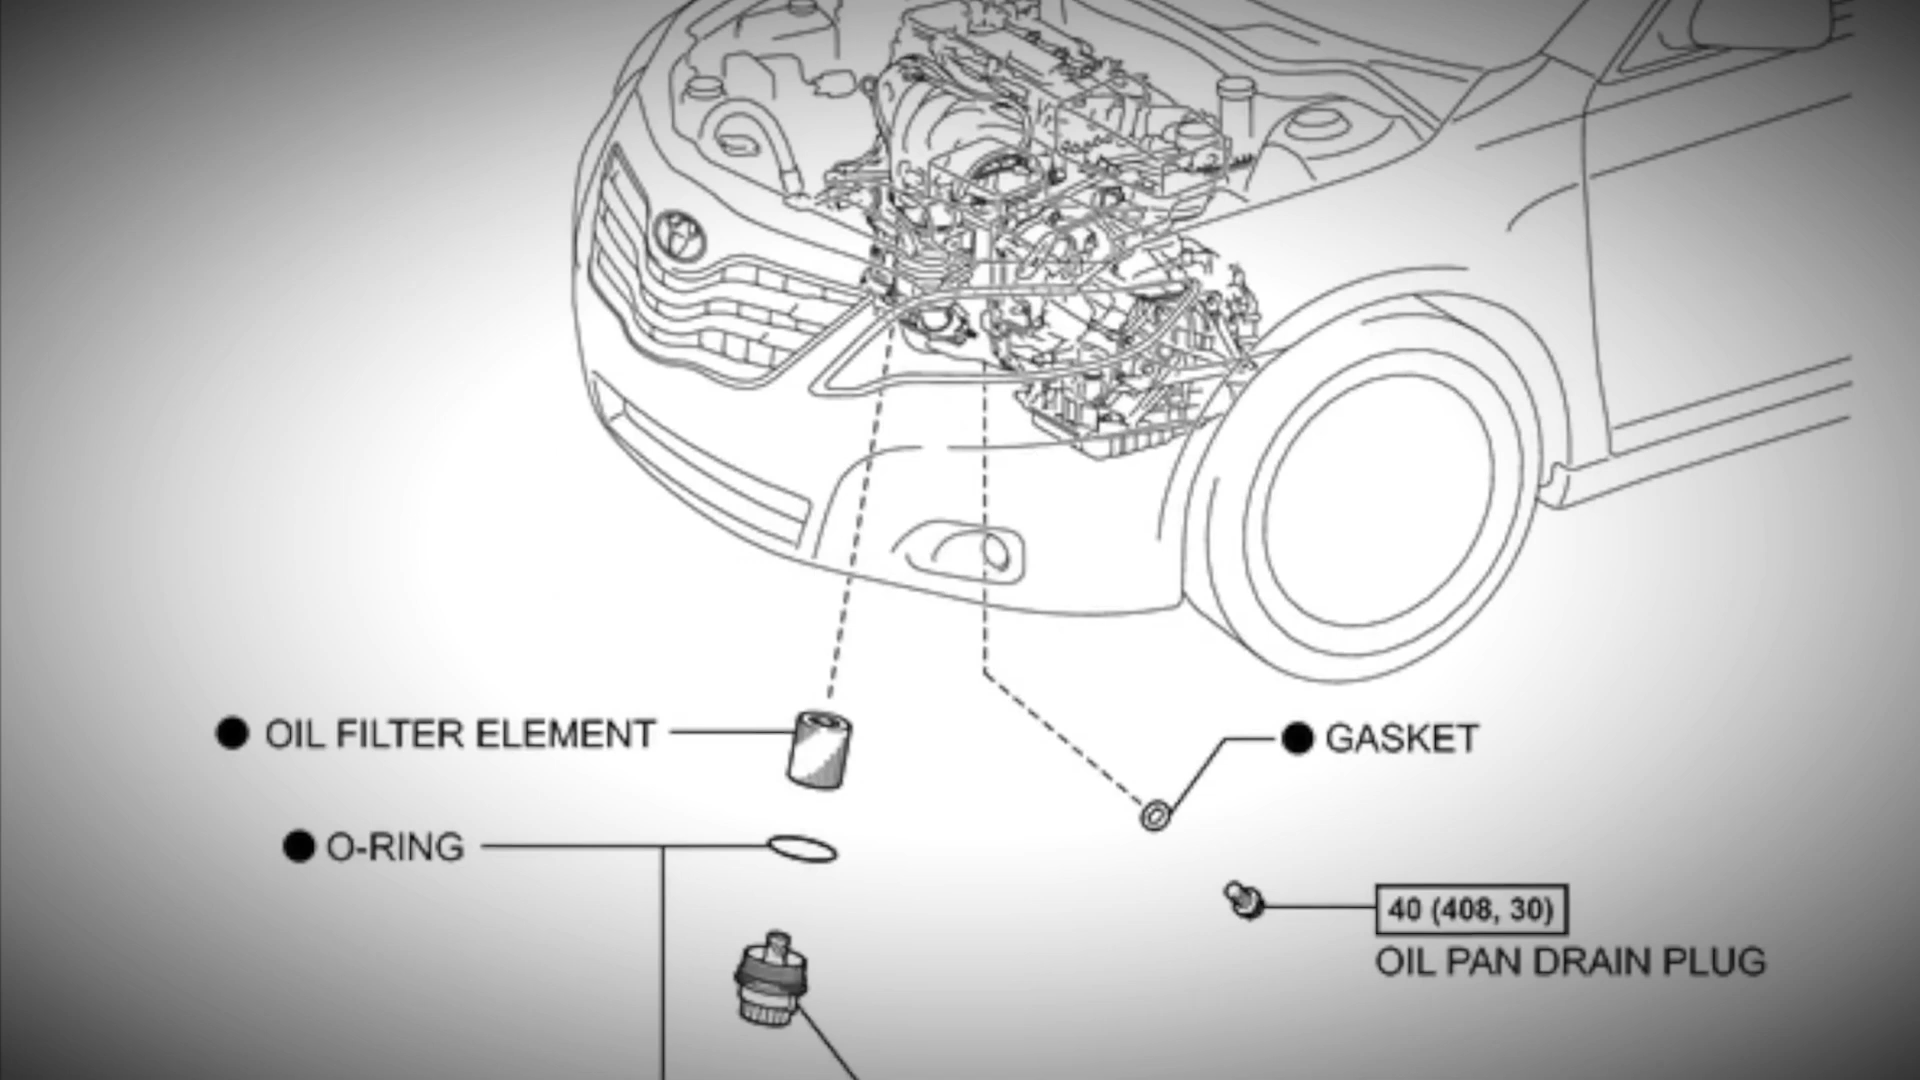 OIL FILTER ELEMENT
GASKET
O-RING
40 (408, 30)
OIL PAN DRAIN PLUG